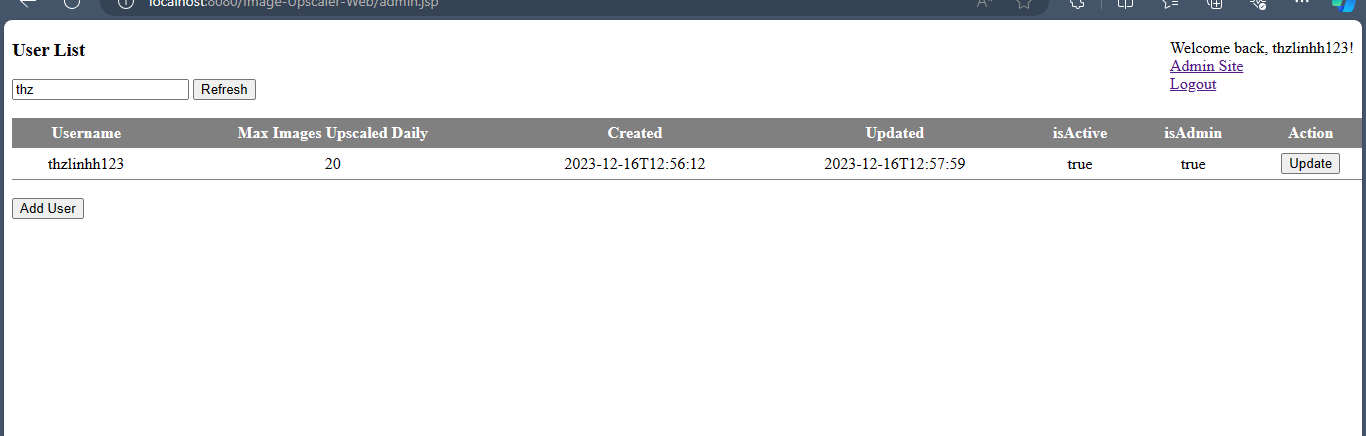 localhost:8080/Image-Upscaler-Web/admin.jsp
User List
Welcome back, thzlinhh123!
Admin Site
Logout
thz Refresh
Username Max Images Upscaled Daily Created Updated isActive isAdmin Action
thzlinhh123 20 2023-12-16T12:56:12 2023-12-16T12:57:59 true true Update
Add User